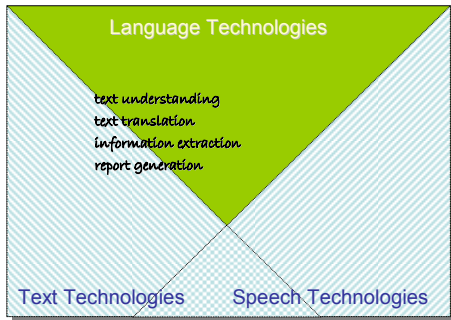 Language Technologies
text understanding
text translation
information extraction
report generation
Text Technologies
Speech Technologies